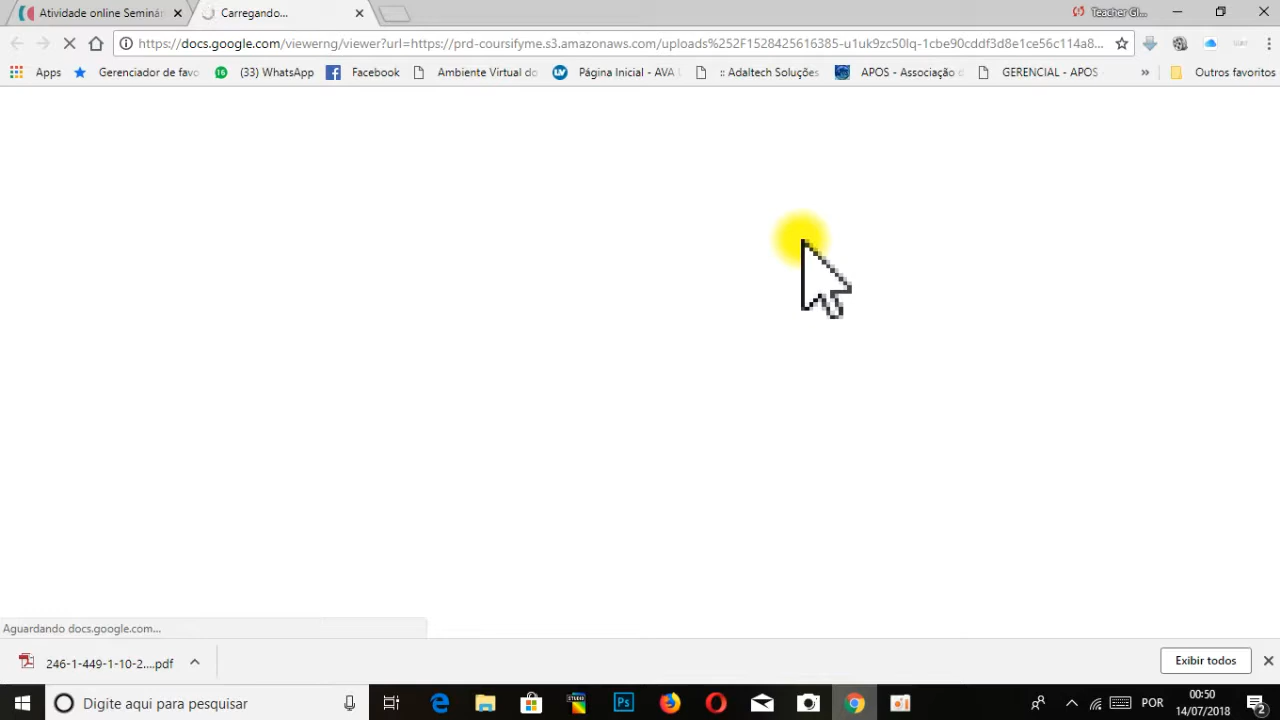 Atividade online Seminár
Carregando...
Teacher Gl...
https://docs.google.com/viewerng/viewer?url=https://prd-coursifyme.s3.amazonaws.com/uploads%252F1528425616385-u1uk9zc50lq-1cbe90cddf3d8e1ce56c114a8...
Apps
Gerenciador de favo
(33) WhatsApp
Facebook
Ambiente Virtual do
Página Inicial - AVA
:: Adaltech Soluções
APOS - Associação d
GERENCIAL - APOS
»
Outros favoritos
Aguardando docs.google.com...
246-1-449-1-10-2....pdf
Exibir todos
Digite aqui para pesquisar
POR
00:50
14/07/2018
2